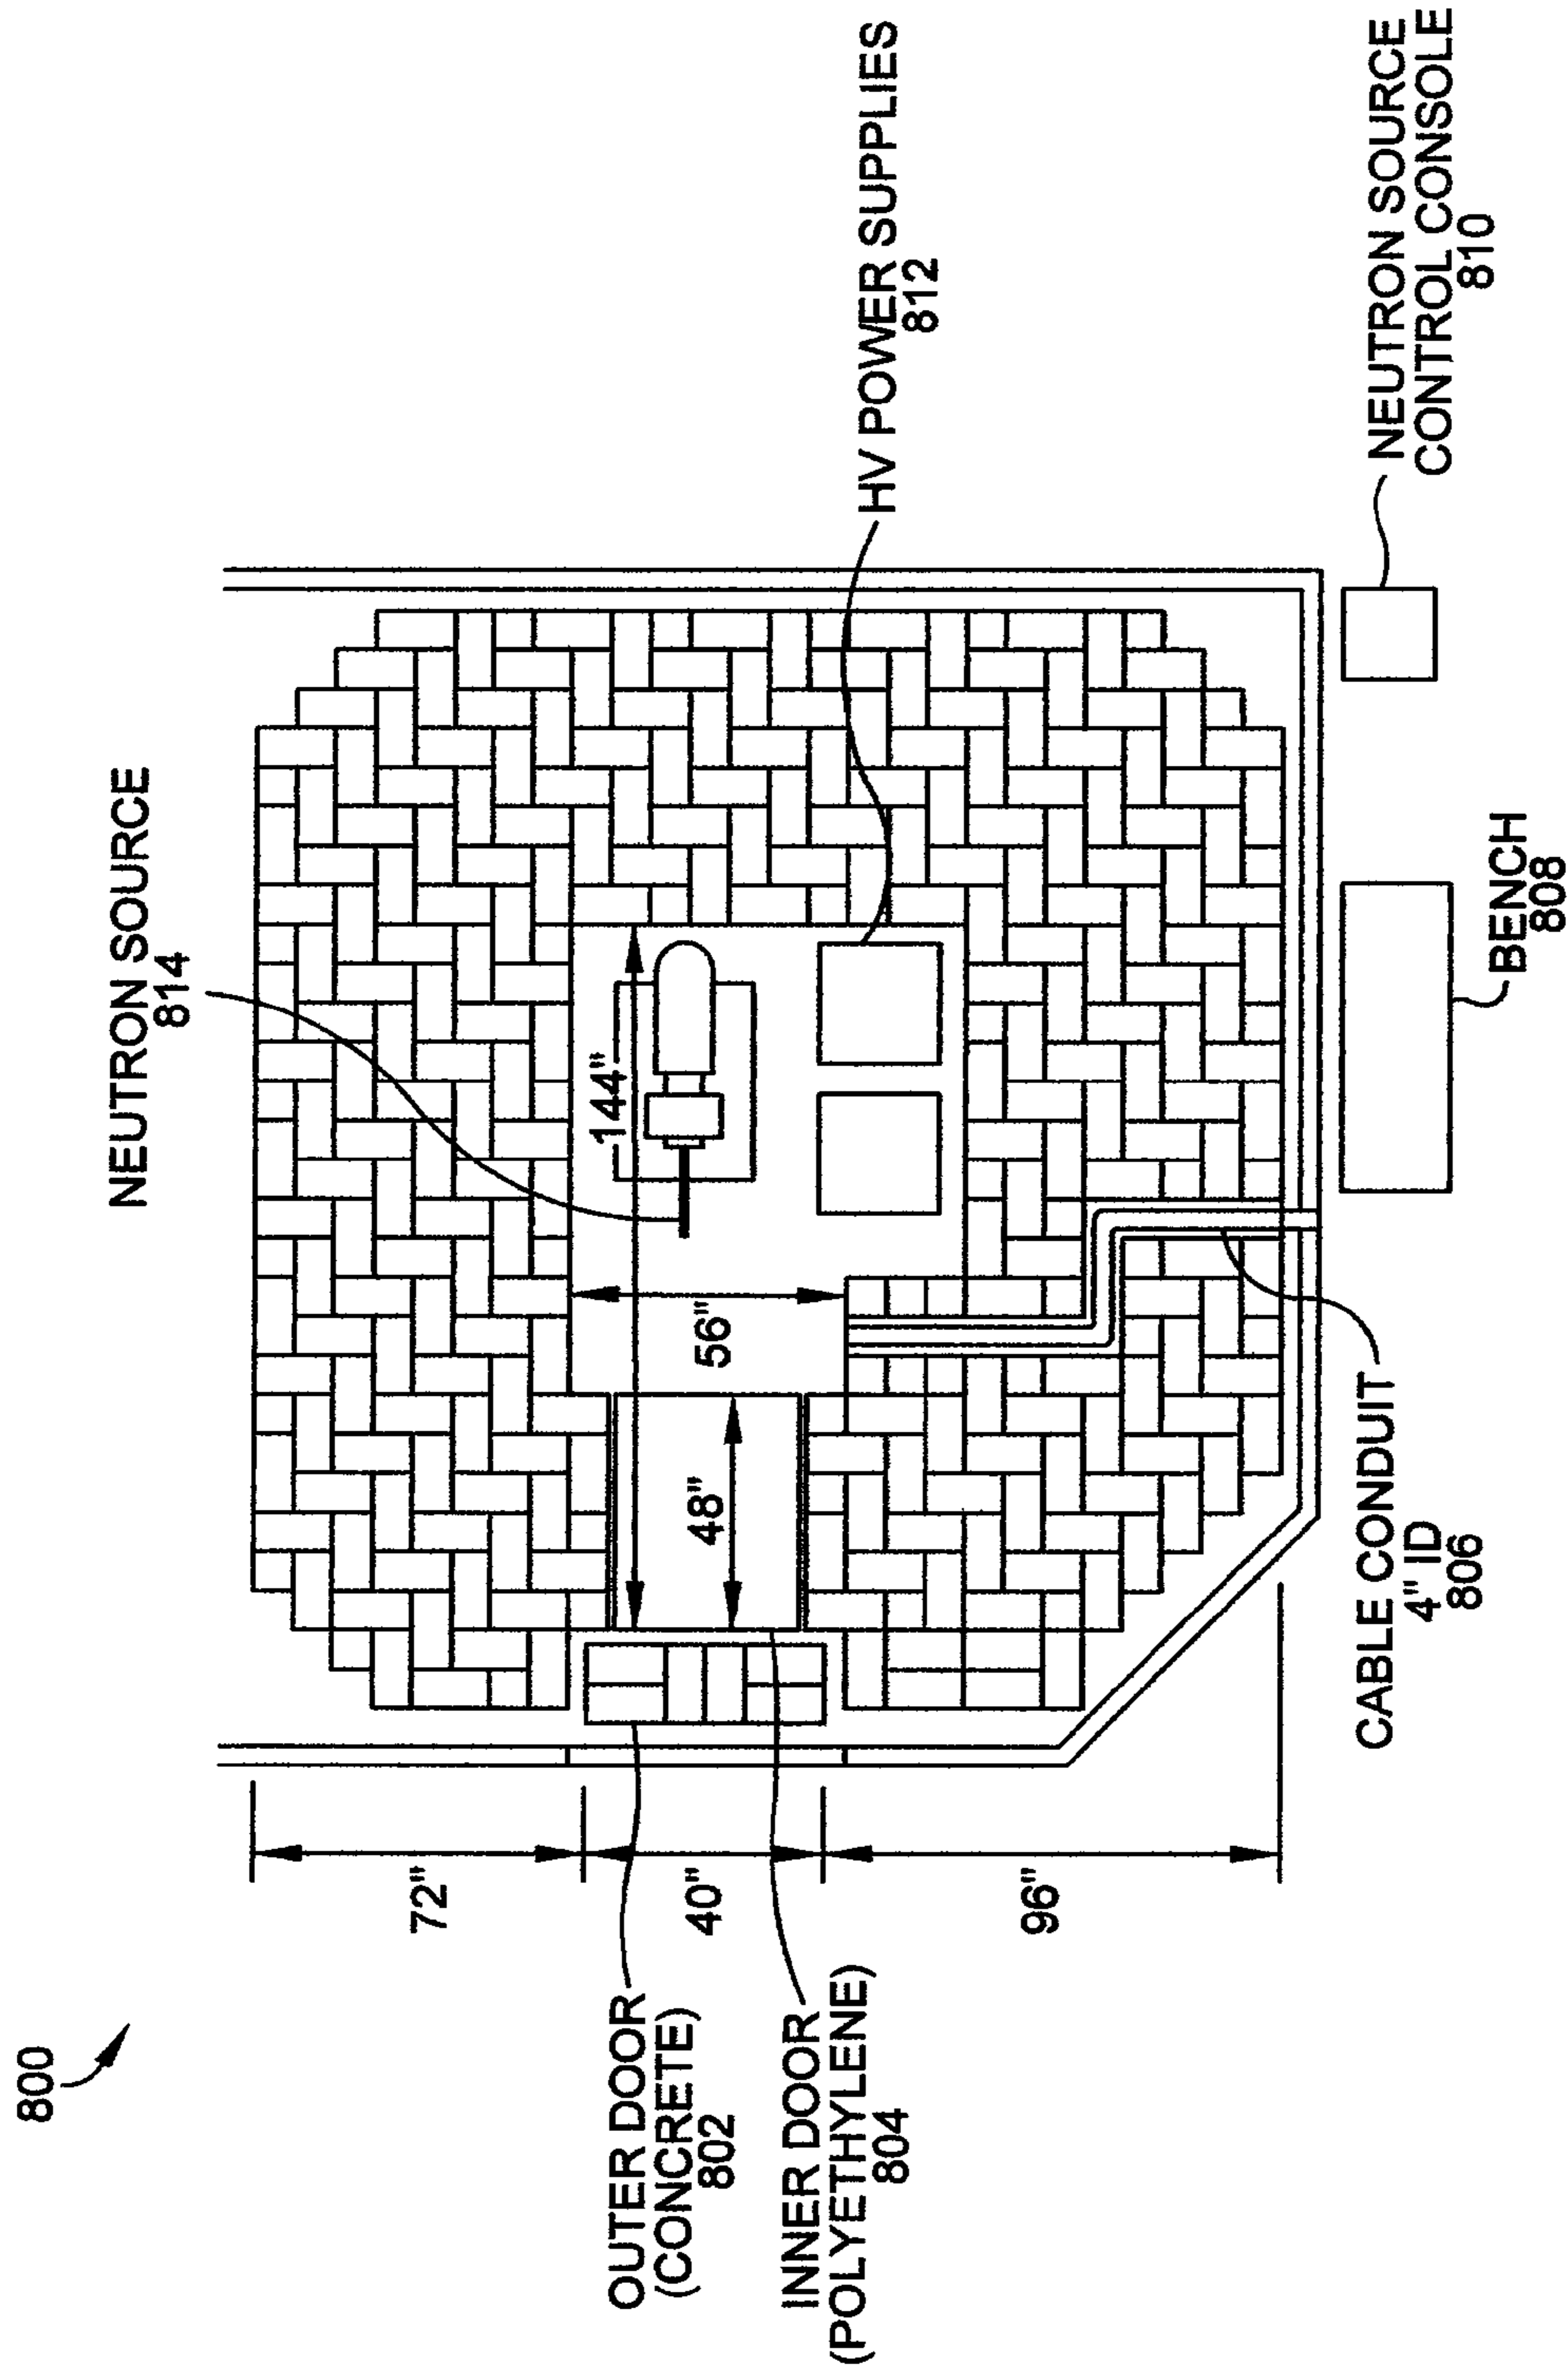 800
NEUTRON SOURCE
814
HV POWER SUPPLIES
812
NEUTRON SOURCE
CONTROL CONSOLE
810
BENCH
808
CABLE CONDUIT
4" ID
806
144"
56"
48"
72"
40"
96"
OUTER DOOR
(CONCRETE)
802
INNER DOOR
(POLYETHYLENE)
804